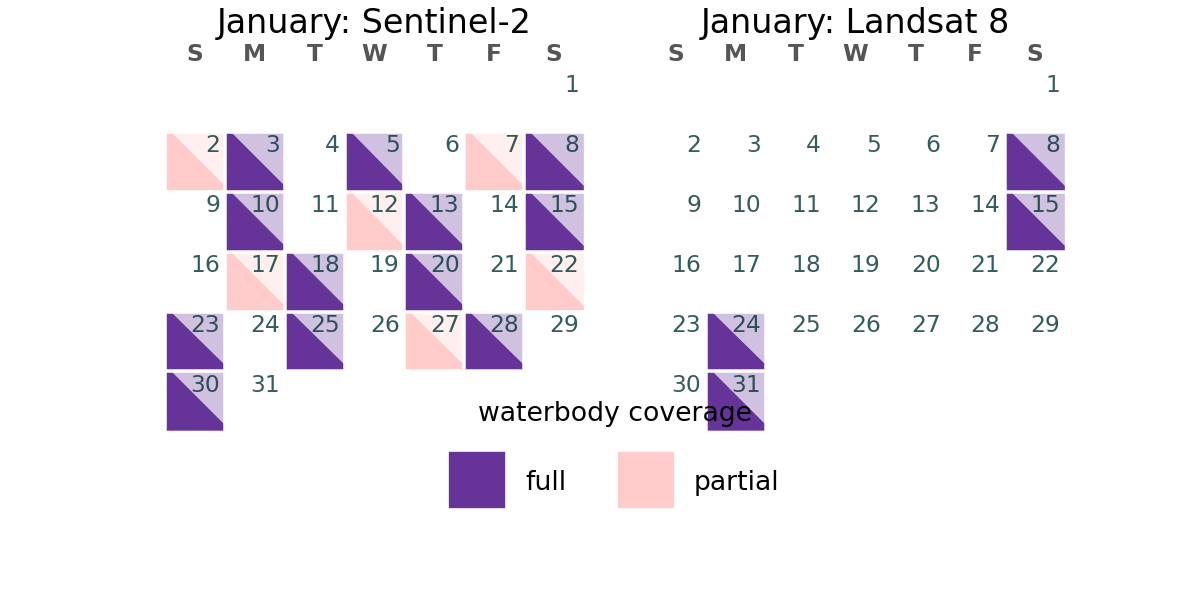 January: Sentinel-2
S M T W T F S
1
2 3 4 5 6 7 8
9 10 11 12 13 14 15
16 17 18 19 20 21 22
23 24 25 26 27 28 29
30 31
January: Landsat 8
S M T W T F S
1
2 3 4 5 6 7 8
9 10 11 12 13 14 15
16 17 18 19 20 21 22
23 24 25 26 27 28 29
30 31
waterbody coverage
full partial